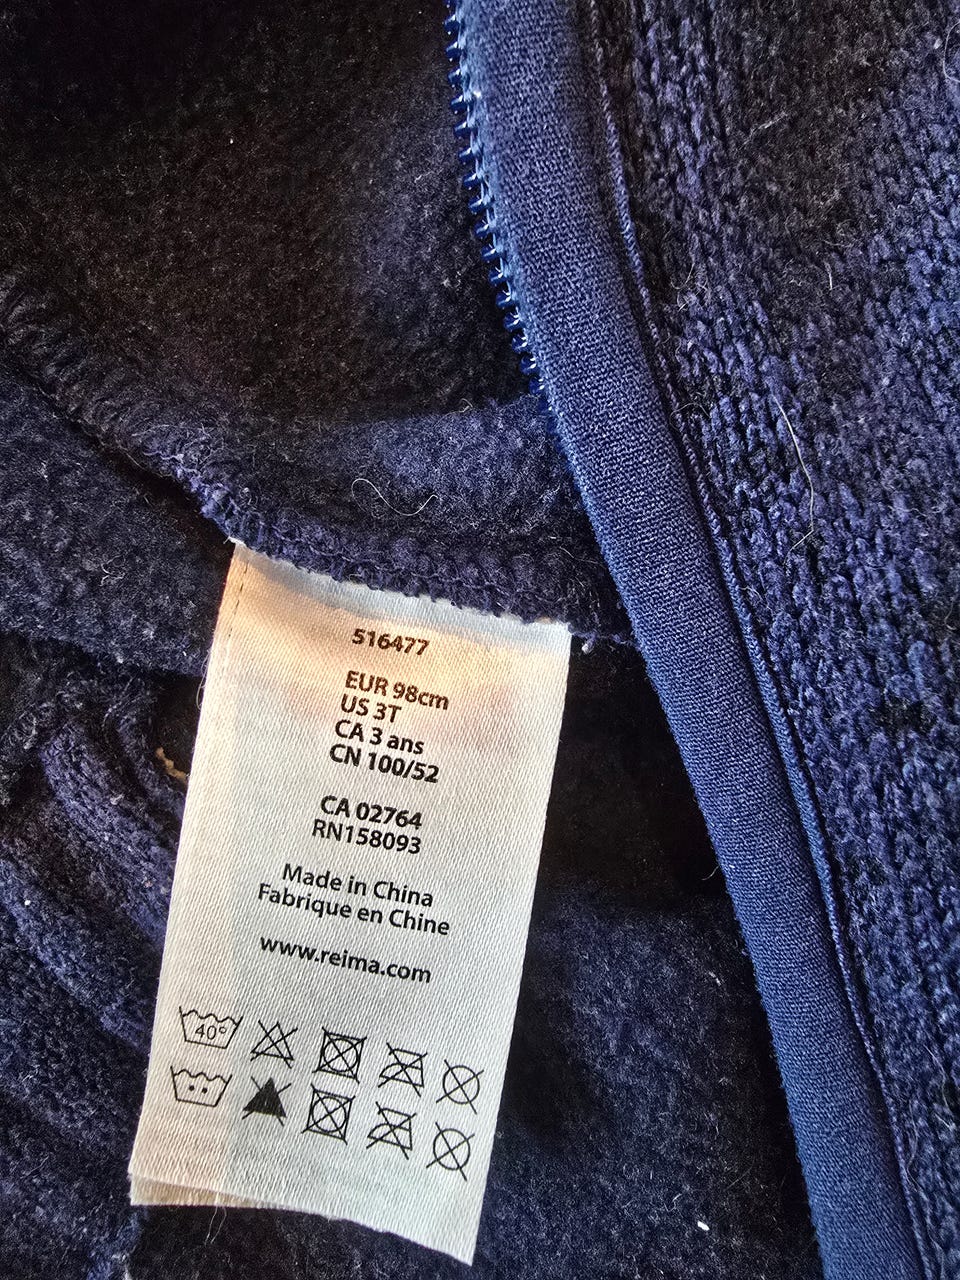 516477
EUR 98cm
US 3T
CA 3 ans
CN 100/52
CA 02764
RN158093
Made in China
Fabrique en Chine
www.reima.com
40°